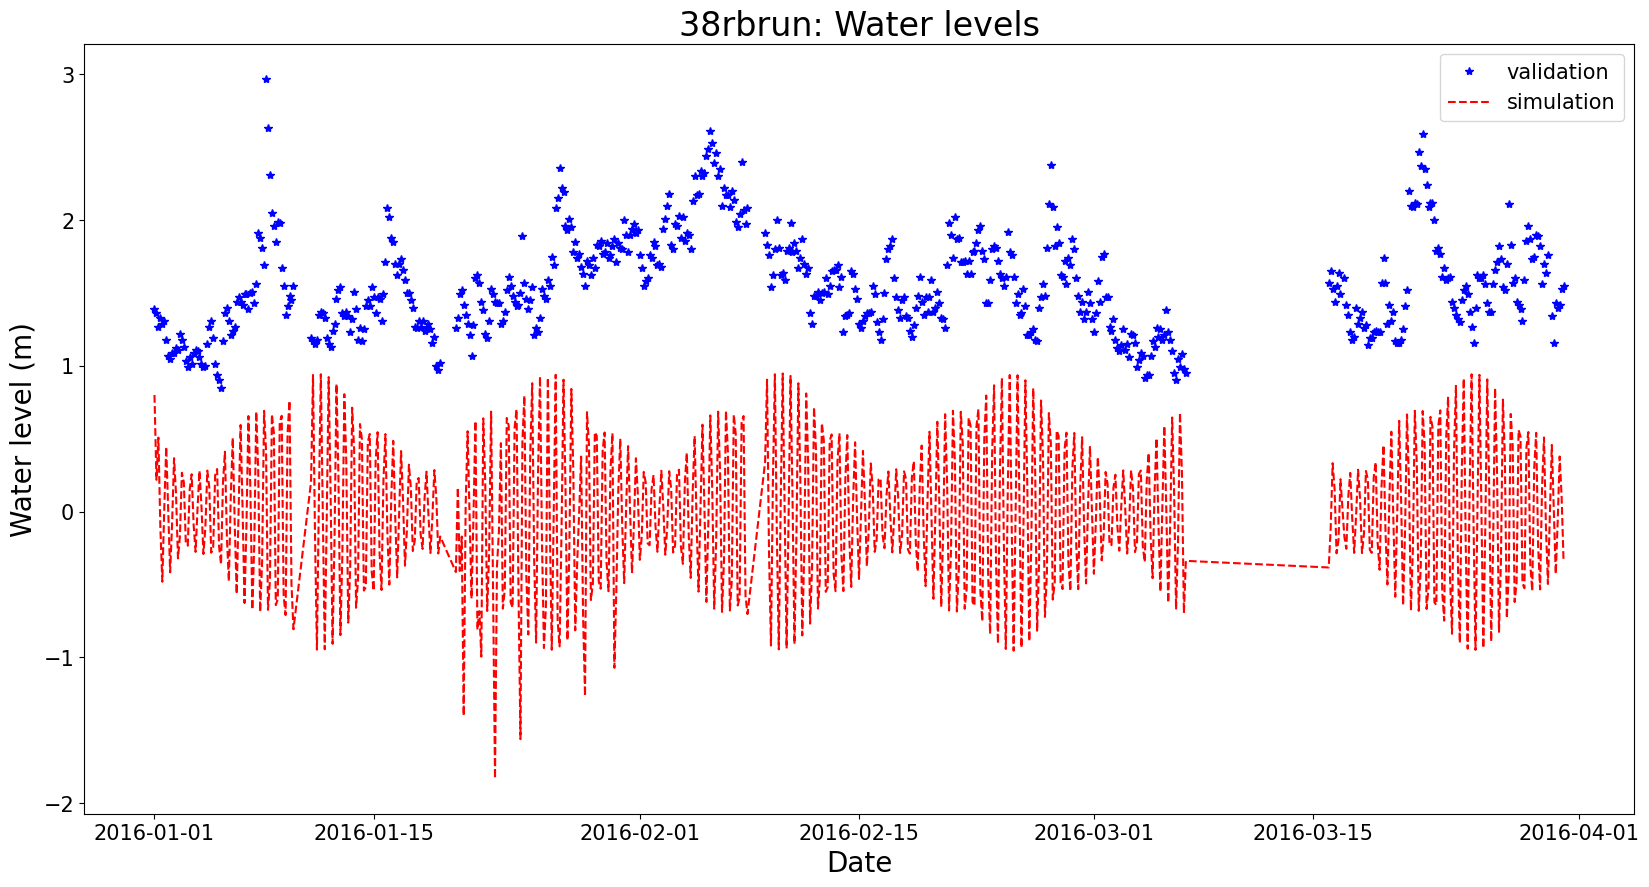 38rbrun: Water levels
validation
simulation
Water level (m)
3
2
1
0
−1
−2
2016-01-01
2016-01-15
2016-02-01
2016-02-15
2016-03-01
2016-03-15
2016-04-01
Date